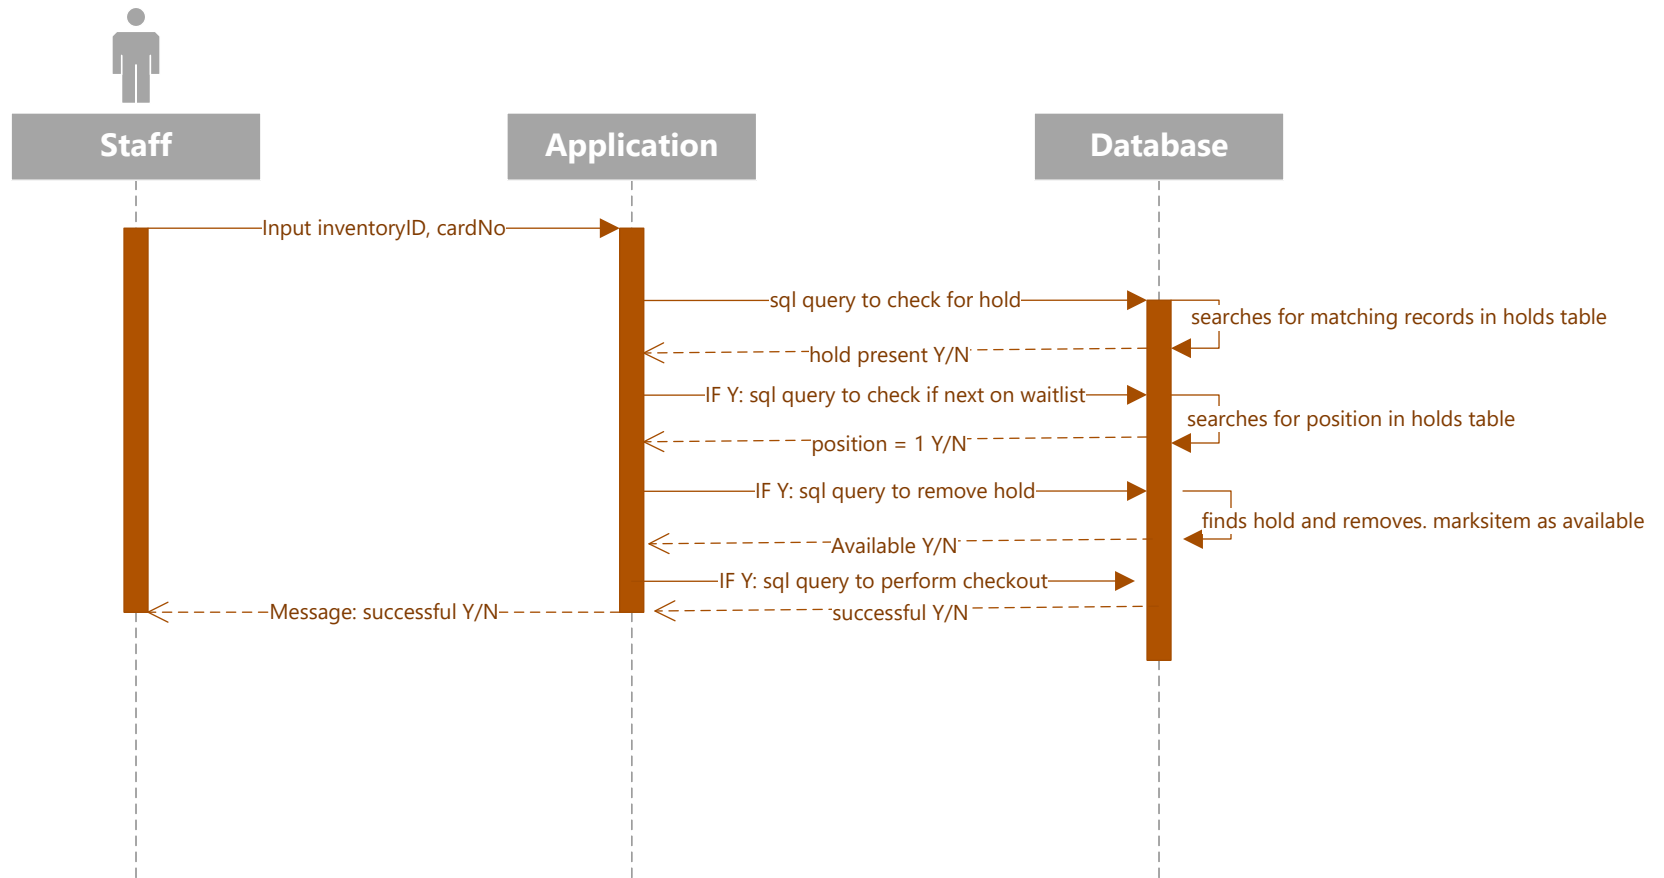 Staff
Application
Database
Input inventoryID, cardNo
sql query to check for hold
searches for matching records in holds table
hold present Y/N
IF Y: sql query to check if next on waitlist
searches for position in holds table
position = 1 Y/N
IF Y: sql query to remove hold
finds hold and removes. marksitem as available
Available Y/N
IF Y: sql query to perform checkout
Message: successful Y/N
successful Y/N